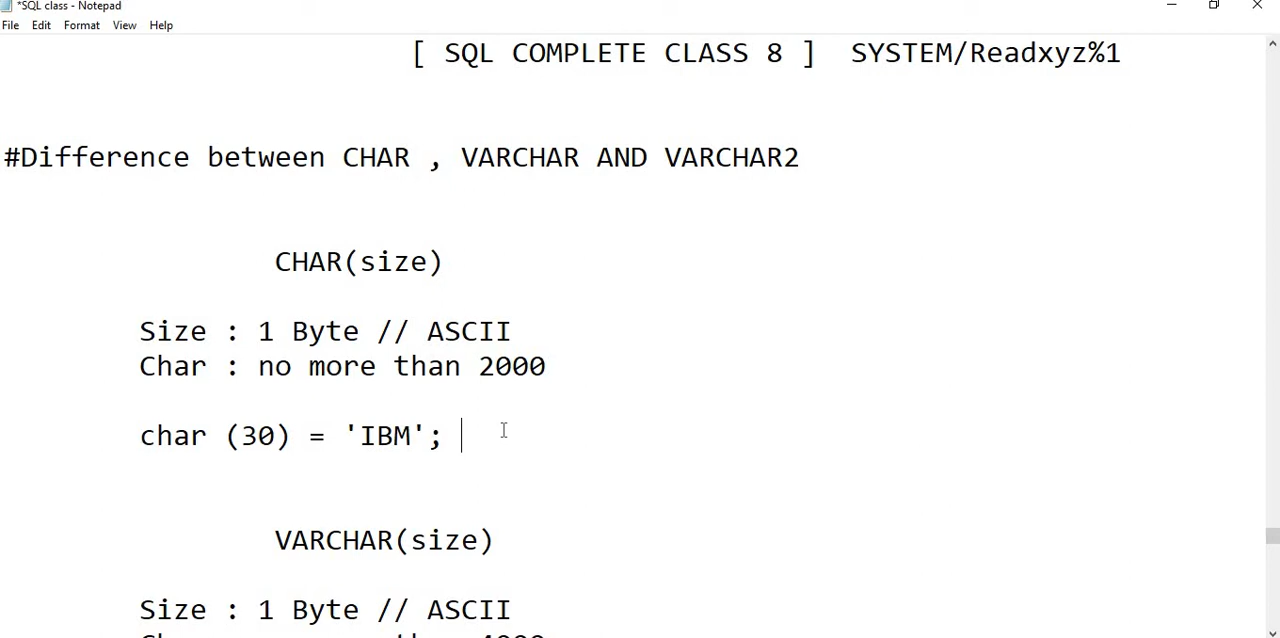 *SQL class - Notepad
File Edit Format View Help
[ SQL COMPLETE CLASS 8 ] SYSTEM/Readxyz%1
#Difference between CHAR , VARCHAR AND VARCHAR2
CHAR(size)
Size : 1 Byte // ASCII
Char : no more than 2000
char (30) = 'IBM';
VARCHAR(size)
Size : 1 Byte // ASCII